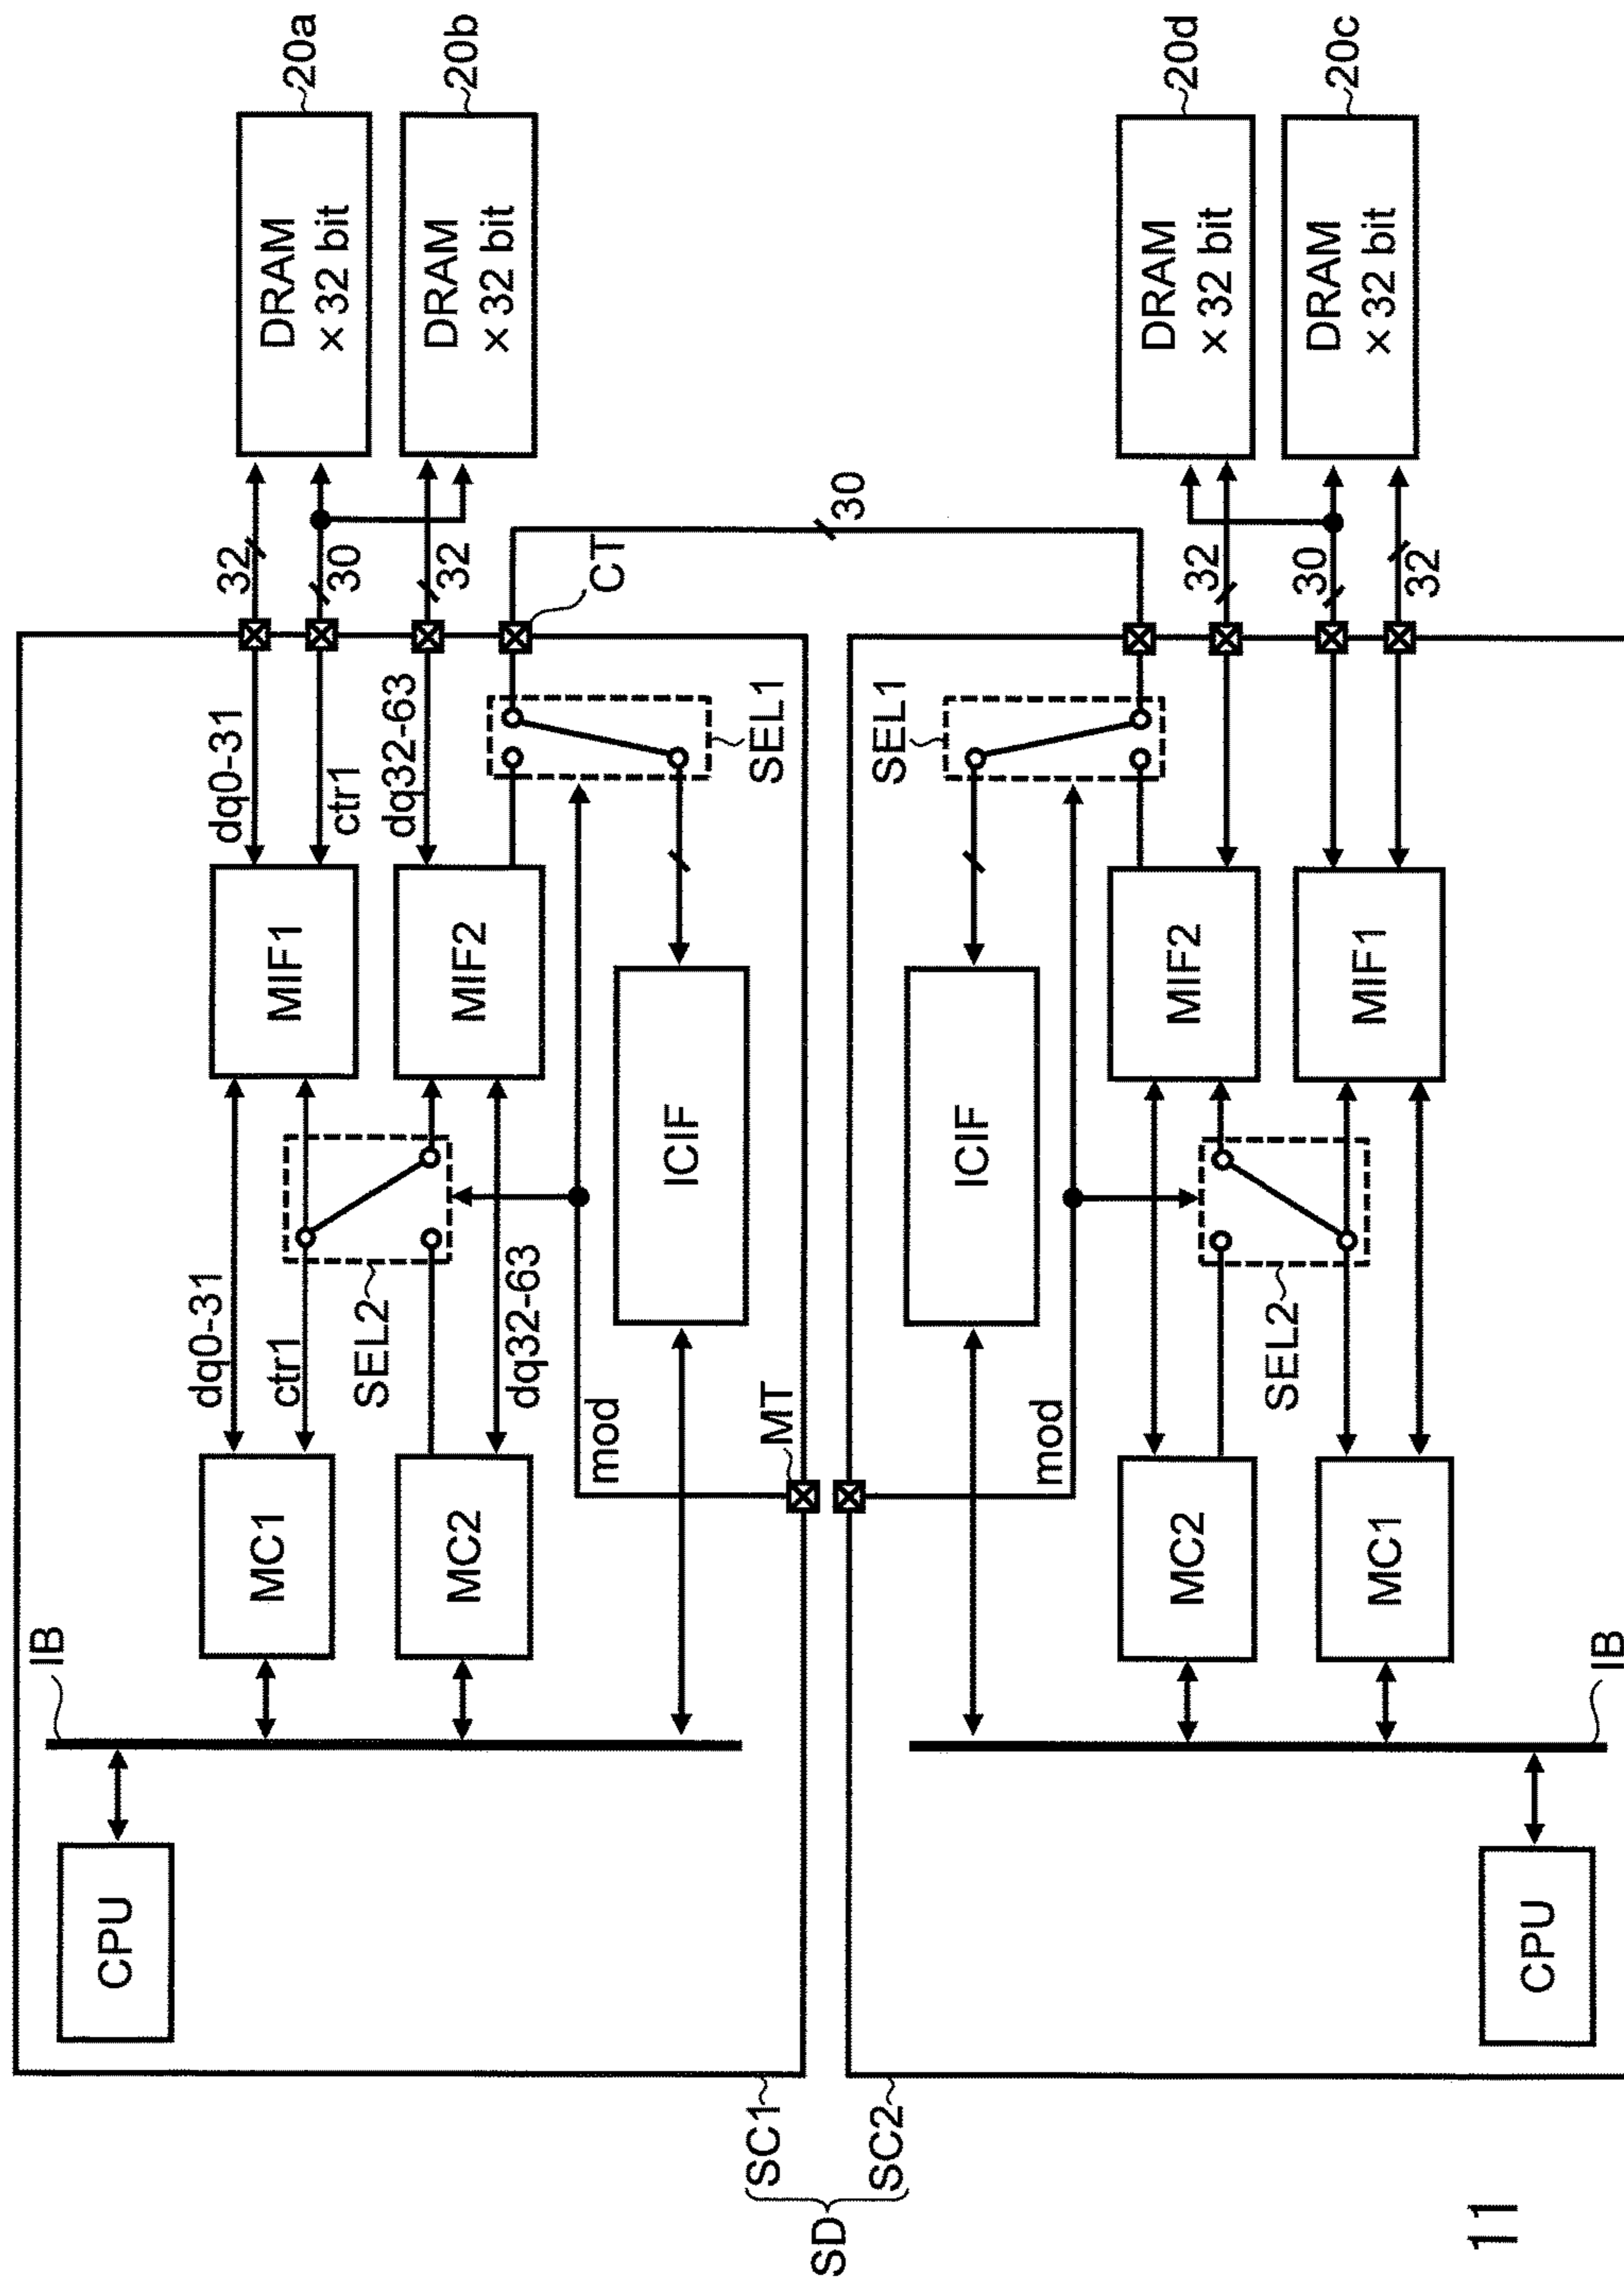 20a
20b
20d
20c
DRAM
×32 bit
DRAM
×32 bit
DRAM
×32 bit
DRAM
×32 bit
32
30
32
CT
30
32
30
32
dq0-31
ctr1
dq32-63
SEL1
SEL1
MIF1
MIF2
ICIF
ICIF
MIF2
MIF1
dq0-31
ctr1
SEL2
dq32-63
mod
MT
mod
SEL2
MC1
MC2
MC2
MC1
IB
IB
CPU
CPU
SC1
SC2
SD
11